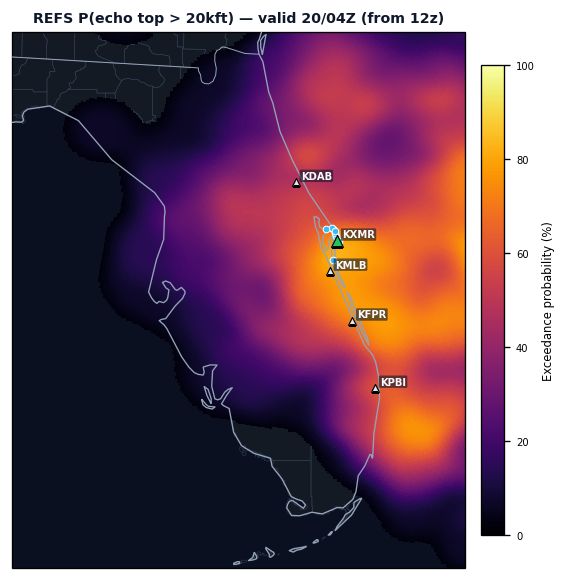 REFS P(echo top > 20kft) — valid 20/04Z (from 12z)
KDAB
KXMR
KMLB
KFPR
KPBI
100
80
60
40
20
0
Exceedance probability (%)